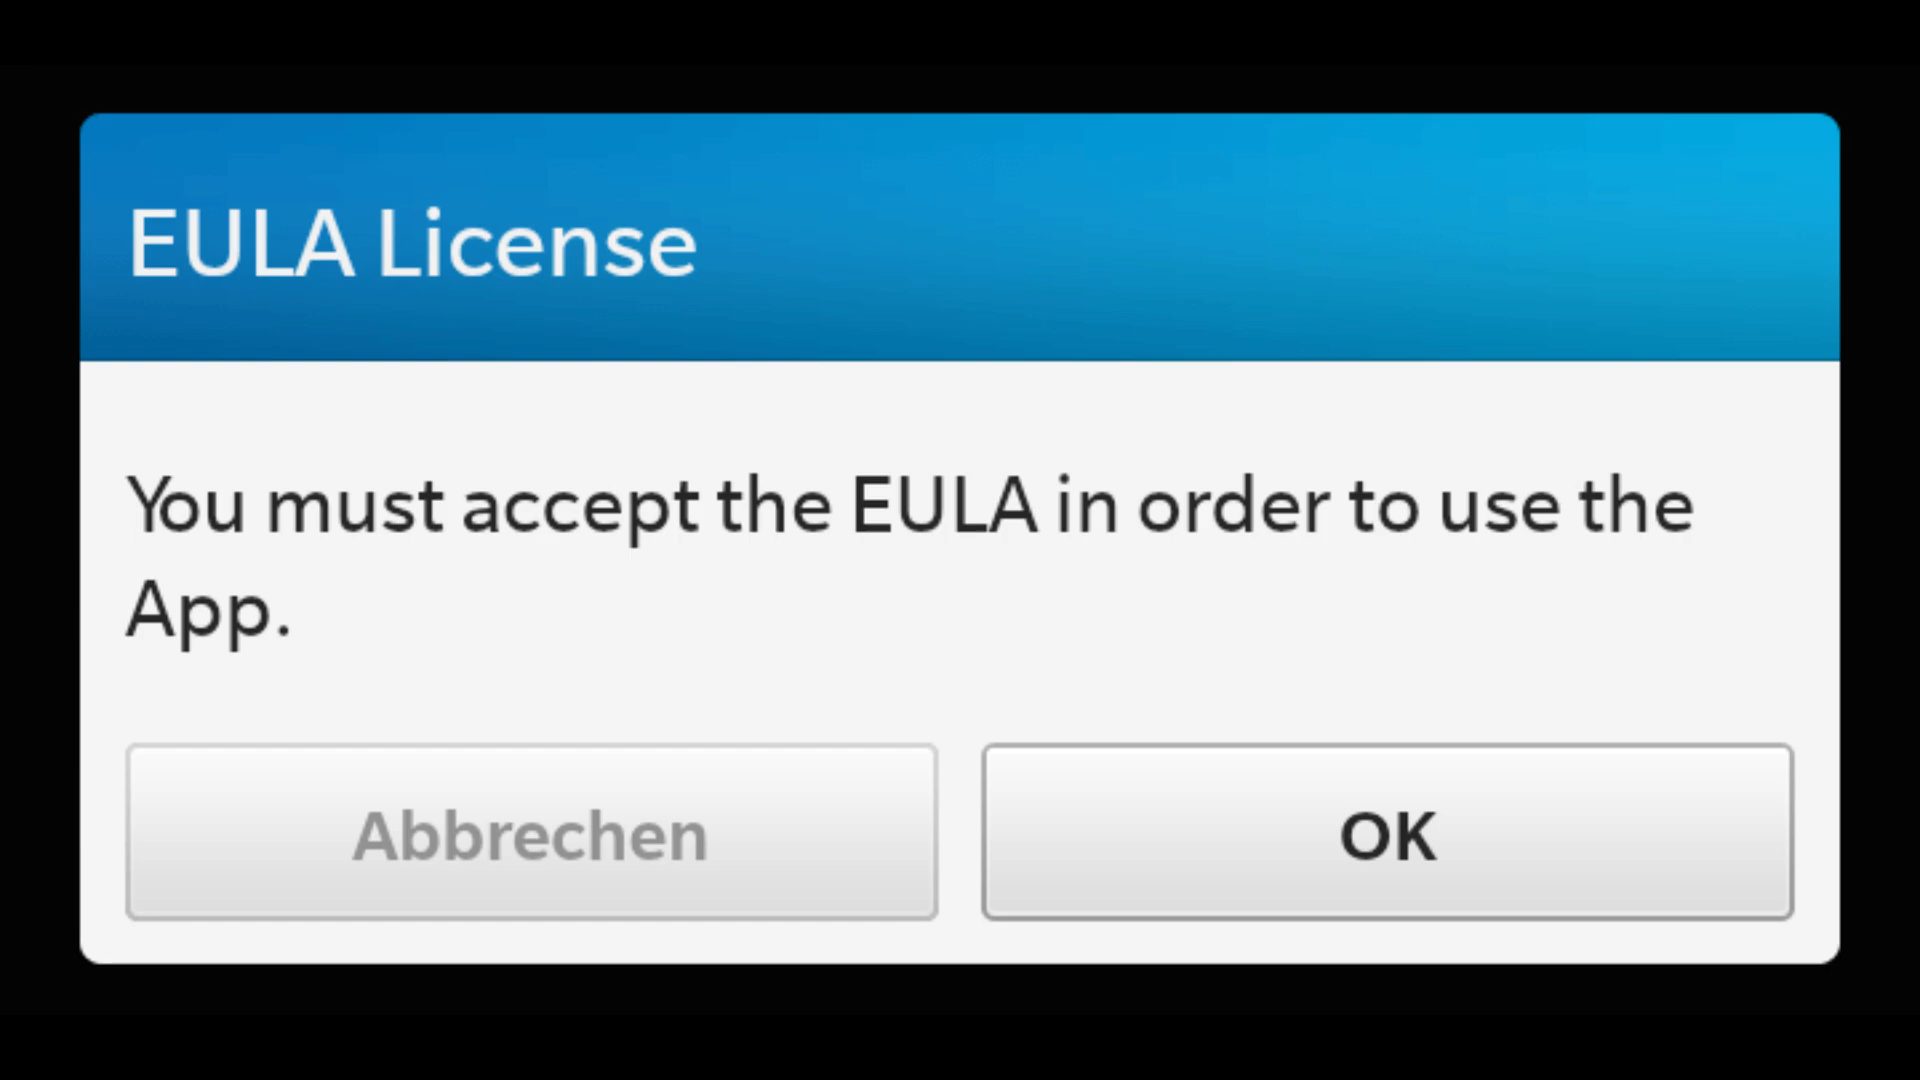 EULA License
You must accept the EULA in order to use the
App.
Abbrechen
OK